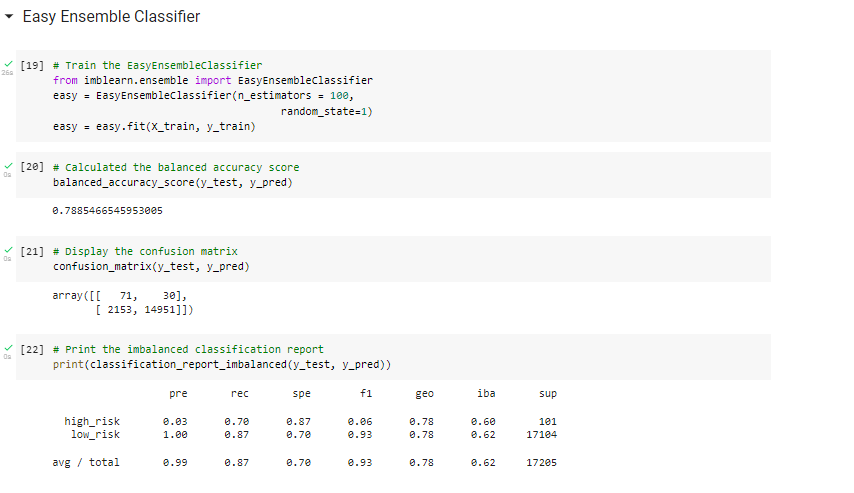 Easy Ensemble Classifier
[19] # Train the EasyEnsembleClassifier
26s
from imblearn.ensemble import EasyEnsembleClassifier
easy = EasyEnsembleClassifier(n_estimators = 100,
random_state=1)
easy = easy.fit(X_train, y_train)
[20] # Calculated the balanced accuracy score
0s
balanced_accuracy_score(y_test, y_pred)
0.7885466545953005
[21] # Display the confusion matrix
0s
confusion_matrix(y_test, y_pred)
array([[   71,    30],
[ 2153, 14951]])
[22] # Print the imbalanced classification report
0s
print(classification_report_imbalanced(y_test, y_pred))
pre rec spe f1 geo iba sup
high_risk 0.03 0.70 0.87 0.06 0.78 0.60 101
low_risk 1.00 0.87 0.70 0.93 0.78 0.62 17104
avg / total 0.99 0.87 0.70 0.93 0.78 0.62 17205